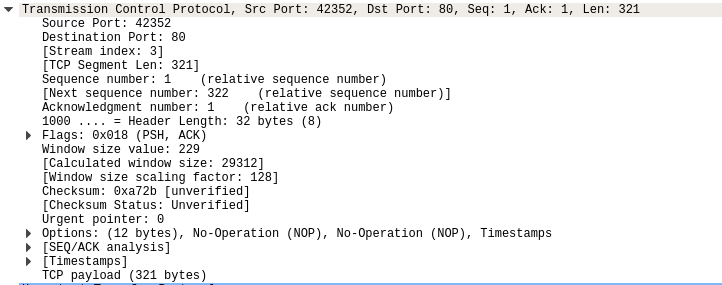 Transmission Control Protocol, Src Port: 42352, Dst Port: 80, Seq: 1, Ack: 1, Len: 321
Source Port: 42352
Destination Port: 80
[Stream index: 3]
[TCP Segment Len: 321]
Sequence number: 1    (relative sequence number)
[Next sequence number: 322    (relative sequence number)]
Acknowledgment number: 1    (relative ack number)
1000 .... = Header Length: 32 bytes (8)
Flags: 0x018 (PSH, ACK)
Window size value: 229
[Calculated window size: 29312]
[Window size scaling factor: 128]
Checksum: 0xa72b [unverified]
[Checksum Status: Unverified]
Urgent pointer: 0
Options: (12 bytes), No-Operation (NOP), No-Operation (NOP), Timestamps
[SEQ/ACK analysis]
[Timestamps]
TCP payload (321 bytes)